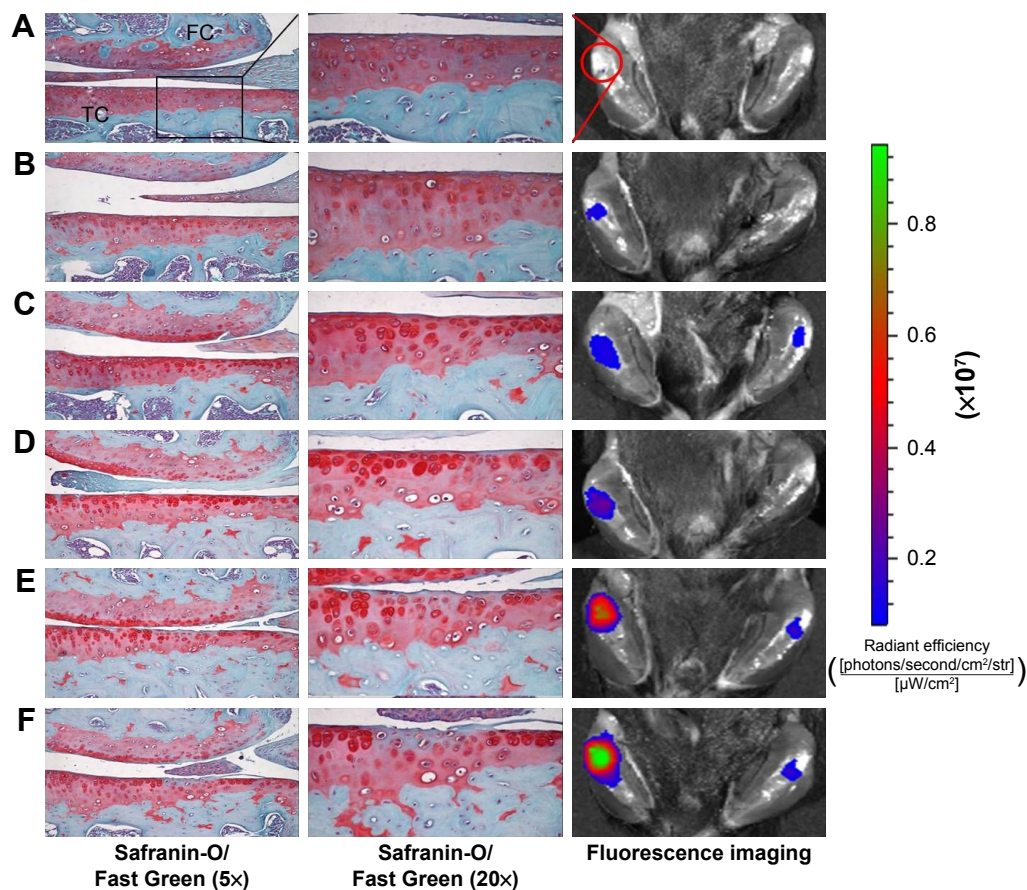 A
FC
TC
B
C
D
E
F
0.8
0.6
0.4
0.2
(×10⁷)
Radiant efficiency
( [photons/second/cm²/str] )
[µW/cm²]
Safranin-O/
Fast Green (5×)
Safranin-O/
Fast Green (20×)
Fluorescence imaging